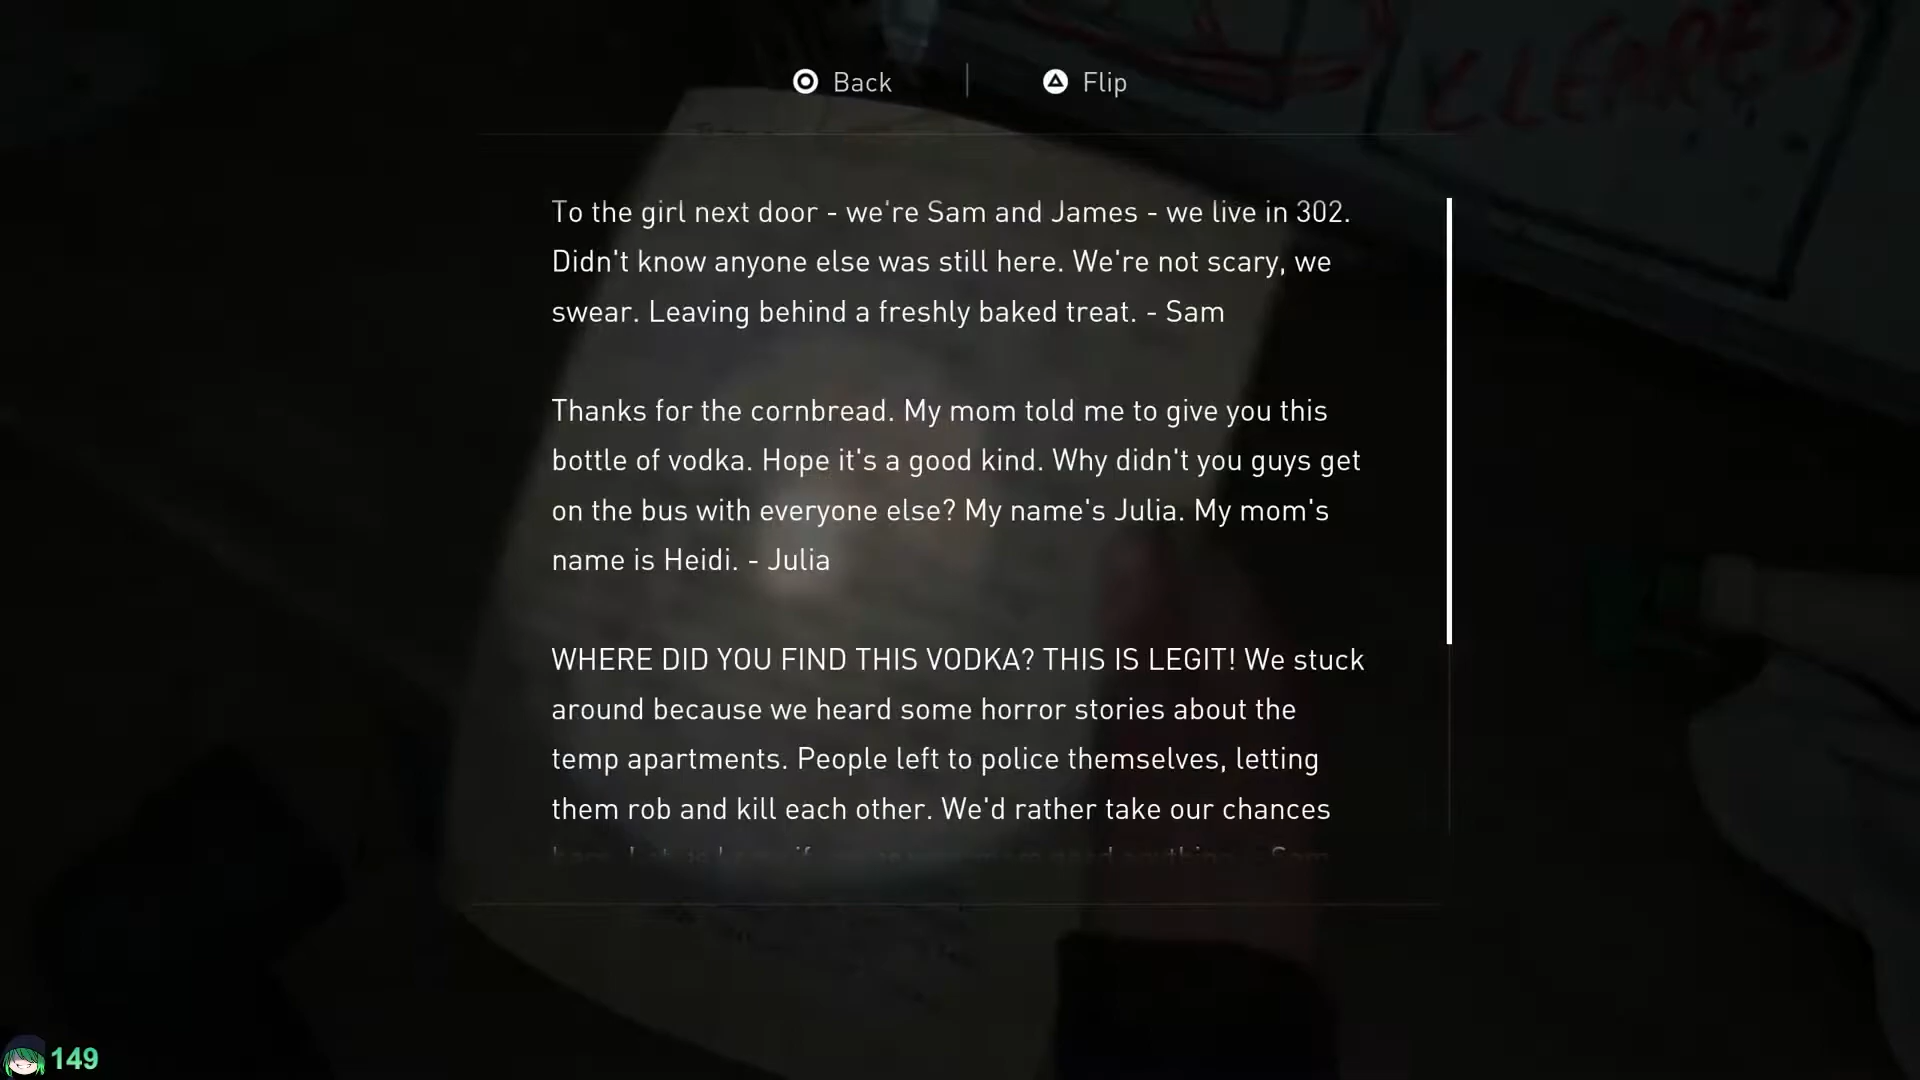 CLEARED
Back
Flip
To the girl next door - we're Sam and James - we live in 302.
Didn't know anyone else was still here. We're not scary, we
swear. Leaving behind a freshly baked treat. - Sam
Thanks for the cornbread. My mom told me to give you this
bottle of vodka. Hope it's a good kind. Why didn't you guys get
on the bus with everyone else? My name's Julia. My mom's
name is Heidi. - Julia
WHERE DID YOU FIND THIS VODKA? THIS IS LEGIT! We stuck
around because we heard some horror stories about the
temp apartments. People left to police themselves, letting
them rob and kill each other. We'd rather take our chances
anything. - Sam
149